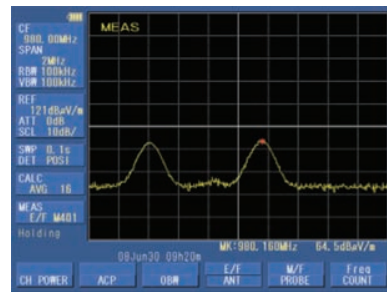 CF
980.00MHz
SPAN
2MHz
RBW 100kHz
VBW 100kHz
REF
121dBμV/m
ATT 0dB
SCL 10dB/
SWP 0.1s
DET POSI
CALC
AVG 16
MEAS
E/F M401
Holding
MEAS
MK:980.160MHz 64.5dBμV/m
08Jun30 09h20m
CH POWER
ACP
OBW
E/F
ANT
M/F
PROBE
Freq
COUNT